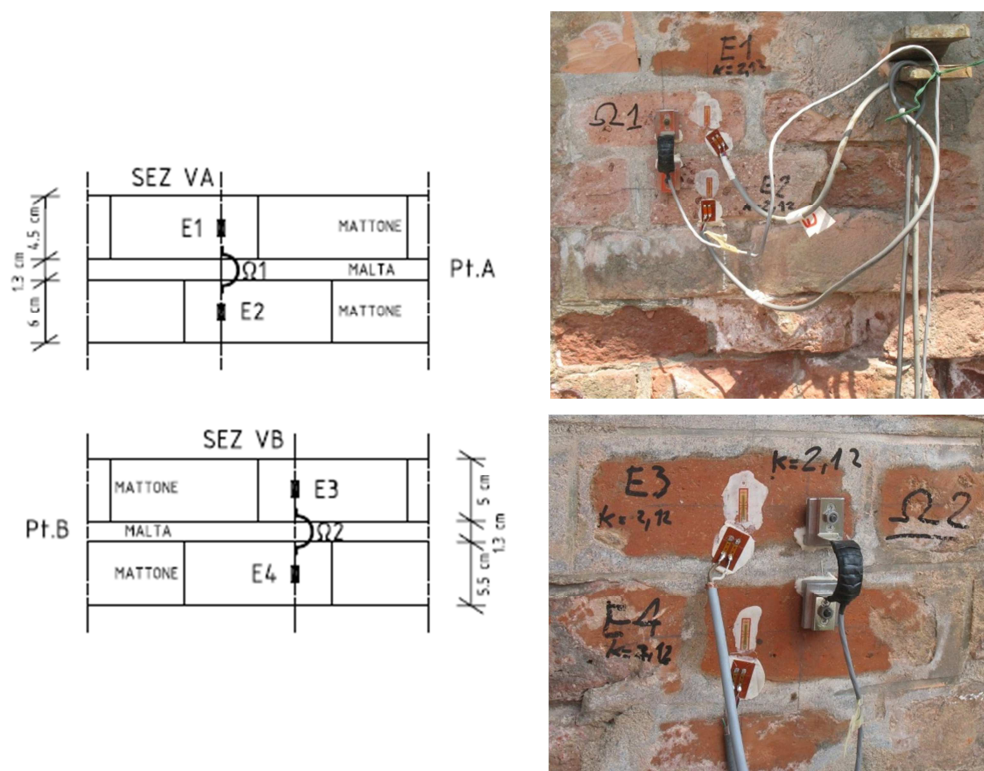 SEZ VA
E1
MATTONE
Ω1
MALTA
E2
MATTONE
Pt.A
4.5 cm
1.3 cm
6 cm
E1
K=2,12
Ω1
E2
SEZ VB
MATTONE
E3
Pt.B
MALTA
Ω2
MATTONE
E4
5 cm
1.3 cm
5.5 cm
K=2,12
E3
K=2,12
Ω2
E4
K=2,12